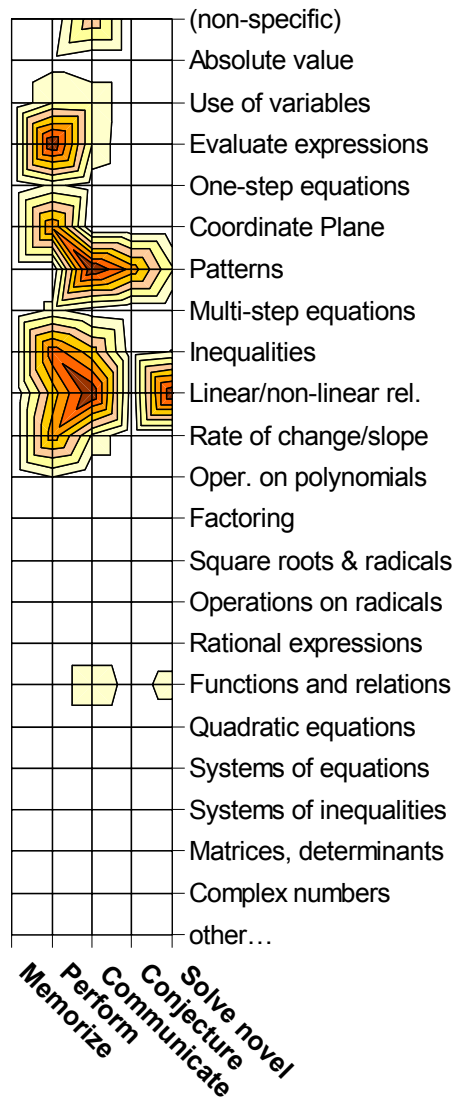 (non-specific)
Absolute value
Use of variables
Evaluate expressions
One-step equations
Coordinate Plane
Patterns
Multi-step equations
Inequalities
Linear/non-linear rel.
Rate of change/slope
Oper. on polynomials
Factoring
Square roots & radicals
Operations on radicals
Rational expressions
Functions and relations
Quadratic equations
Systems of equations
Systems of inequalities
Matrices, determinants
Complex numbers
other…
Memorize
Perform
Communicate
Conjecture
Solve novel